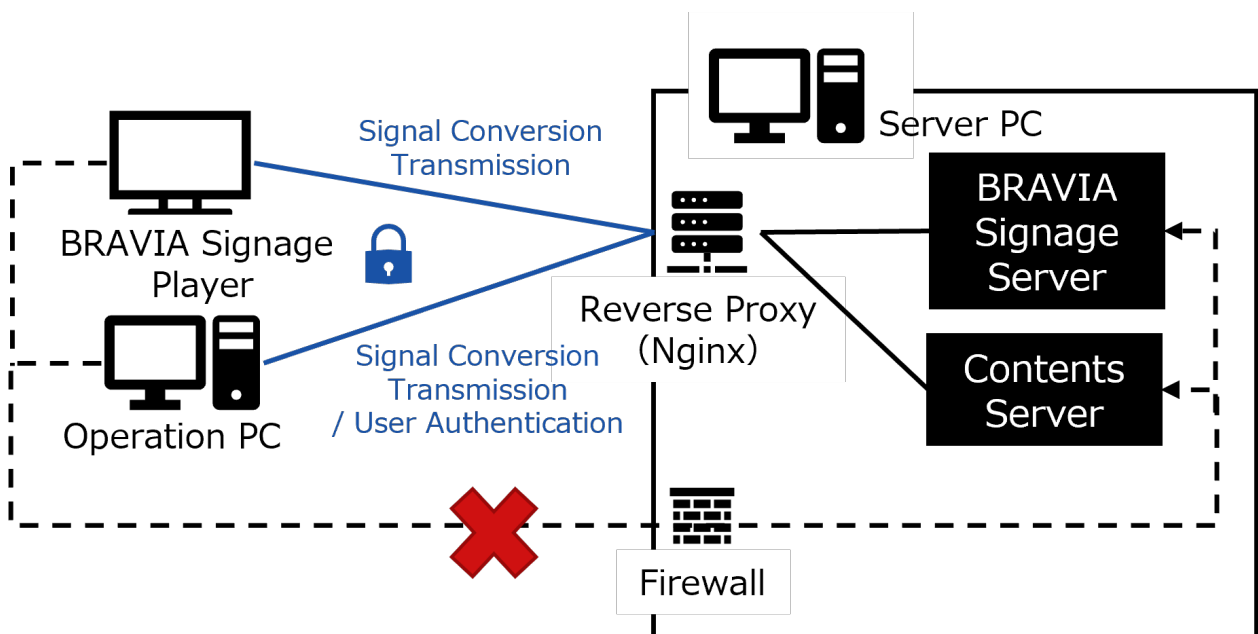 Server PC
Signal Conversion
Transmission
BRAVIA Signage
Player
BRAVIA
Signage
Server
Reverse Proxy
(Nginx)
Signal Conversion
Transmission
/ User Authentication
Operation PC
Contents
Server
Firewall